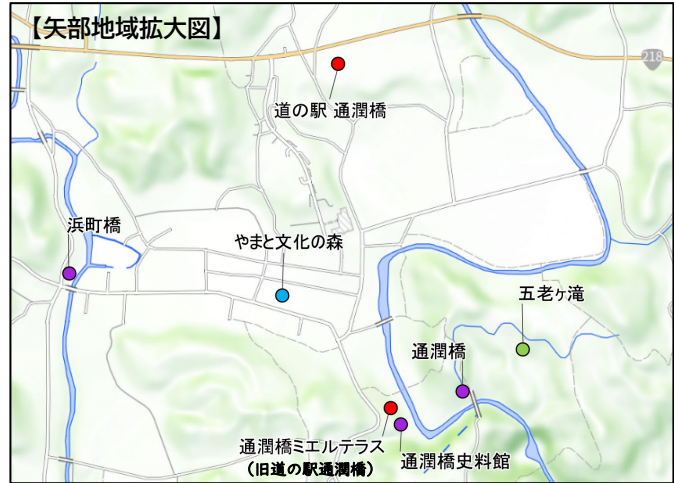 【矢部地域拡大図】
218
道の駅 通潤橋
浜町橋
やまと文化の森
五老ヶ滝
通潤橋
通潤橋ミエルテラス
（旧道の駅通潤橋）
通潤橋史料館